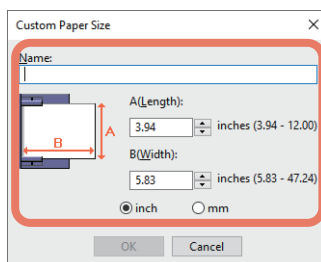 Custom Paper Size
Name:
A(Length):
3.94 inches (3.94 - 12.00)
A
B
B(Width):
5.83 inches (5.83 - 47.24)
inch mm
OK Cancel